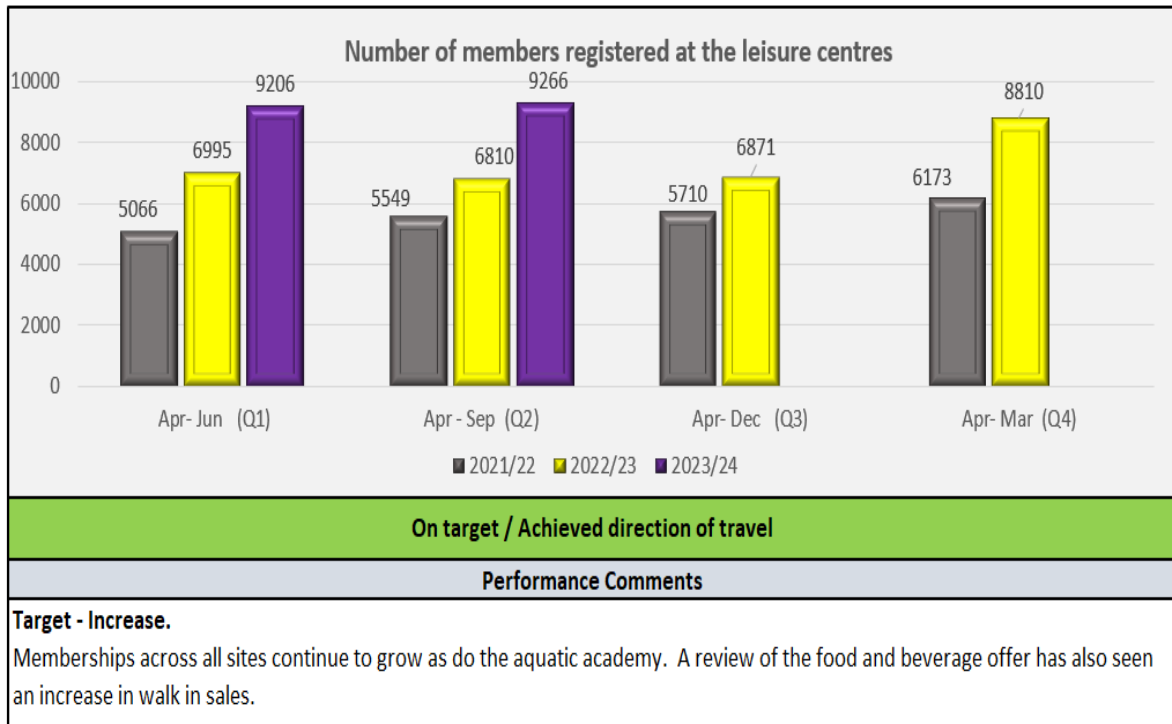 Number of members registered at the leisure centres
10000
8000
6000
4000
2000
0
5066
6995
9206
5549
6810
9266
5710
6871
6173
8810
Apr- Jun (Q1)
Apr - Sep (Q2)
Apr- Dec (Q3)
Apr- Mar (Q4)
2021/22 2022/23 2023/24
On target / Achieved direction of travel
Performance Comments
Target - Increase.
Memberships across all sites continue to grow as do the aquatic academy. A review of the food and beverage offer has also seen
an increase in walk in sales.